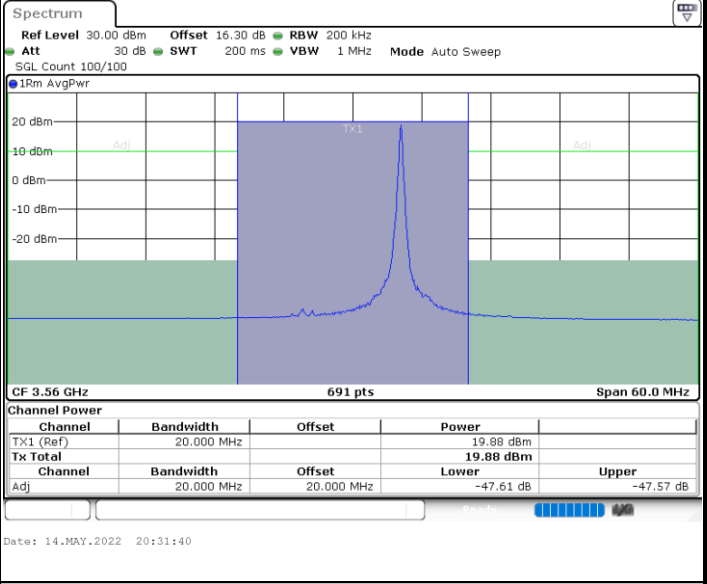 Spectrum
Ref Level 30.00 dBm Offset 16.30 dB RBW 200 kHz
Att 30 dB SWT 200 ms VBW 1 MHz Mode Auto Sweep
SGL Count 100/100
1Rm AvgPwr
20 dBm
TX1
Adj Adj
10 dBm
0 dBm
-10 dBm
-20 dBm
CF 3.56 GHz 691 pts Span 60.0 MHz
Channel Power
Channel Bandwidth Offset Power
TX1 (Ref) 20.000 MHz 19.88 dBm
Tx Total 19.88 dBm
Channel Bandwidth Offset Lower Upper
Adj 20.000 MHz 20.000 MHz -47.61 dB -47.57 dB
Ready
Date: 14.MAY.2022 20:31:40